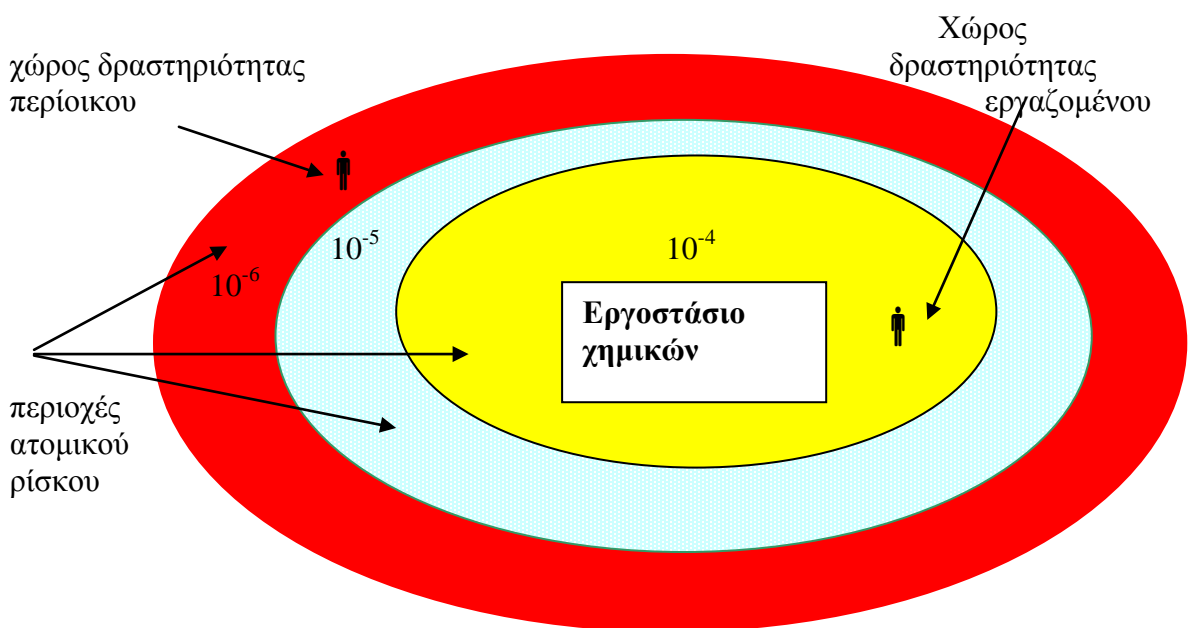 χώρος δραστηριότητας
περίοικου
Χώρος
δραστηριότητας
εργαζομένου
10⁻⁶
10⁻⁵
10⁻⁴
Εργοστάσιο
χημικών
περιοχές
ατομικού
ρίσκου